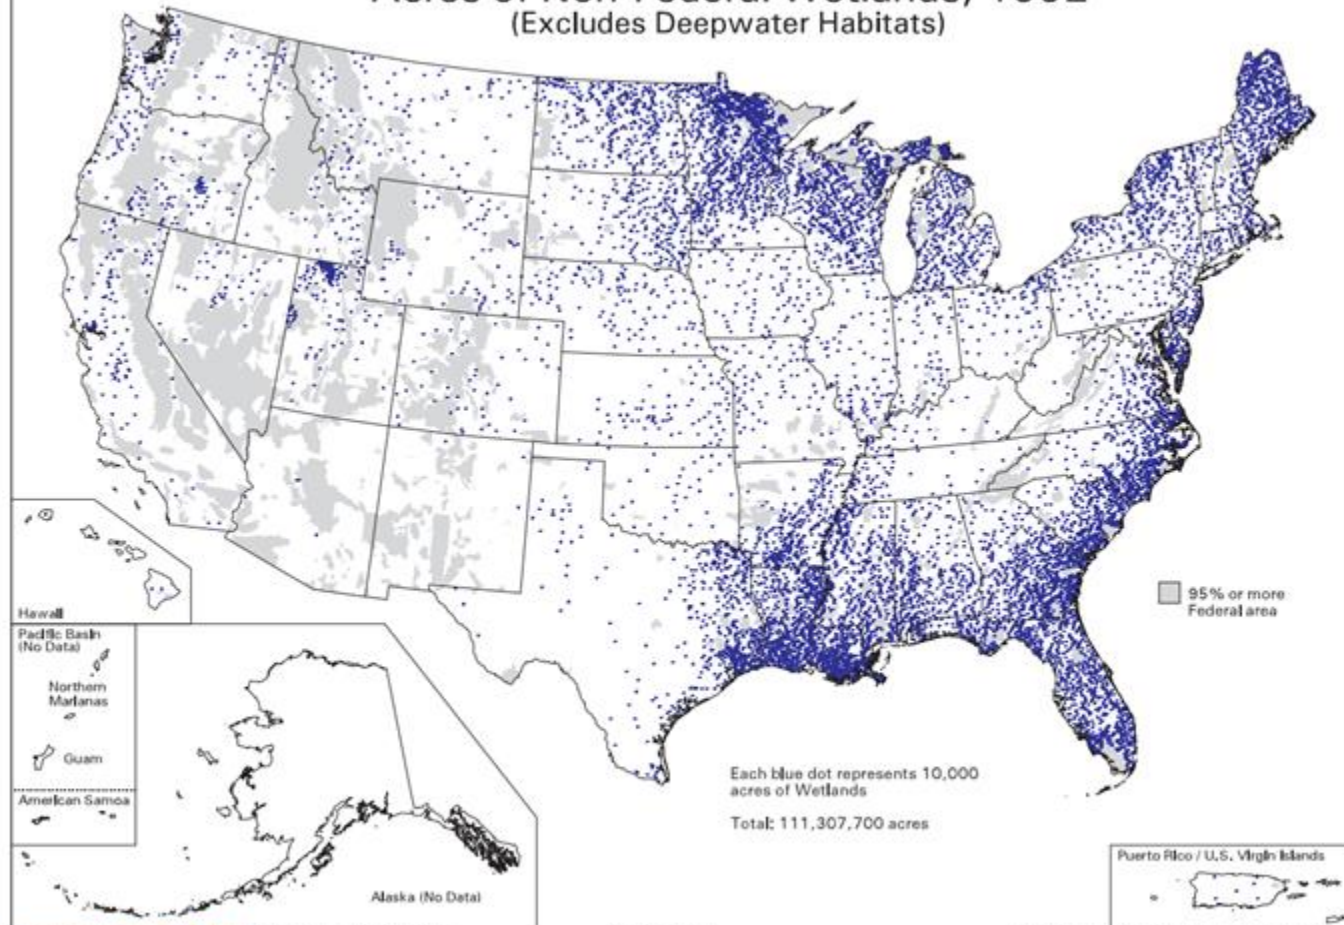 (Excludes Deepwater Habitats)
95% or more
Federal area
Hawaii
Pacific Basin
(No Data)
Northern
Marianas
Guam
American Samoa
Alaska (No Data)
Each blue dot represents 10,000
acres of Wetlands
Total: 111,307,700 acres
Puerto Rico / U.S. Virgin Islands